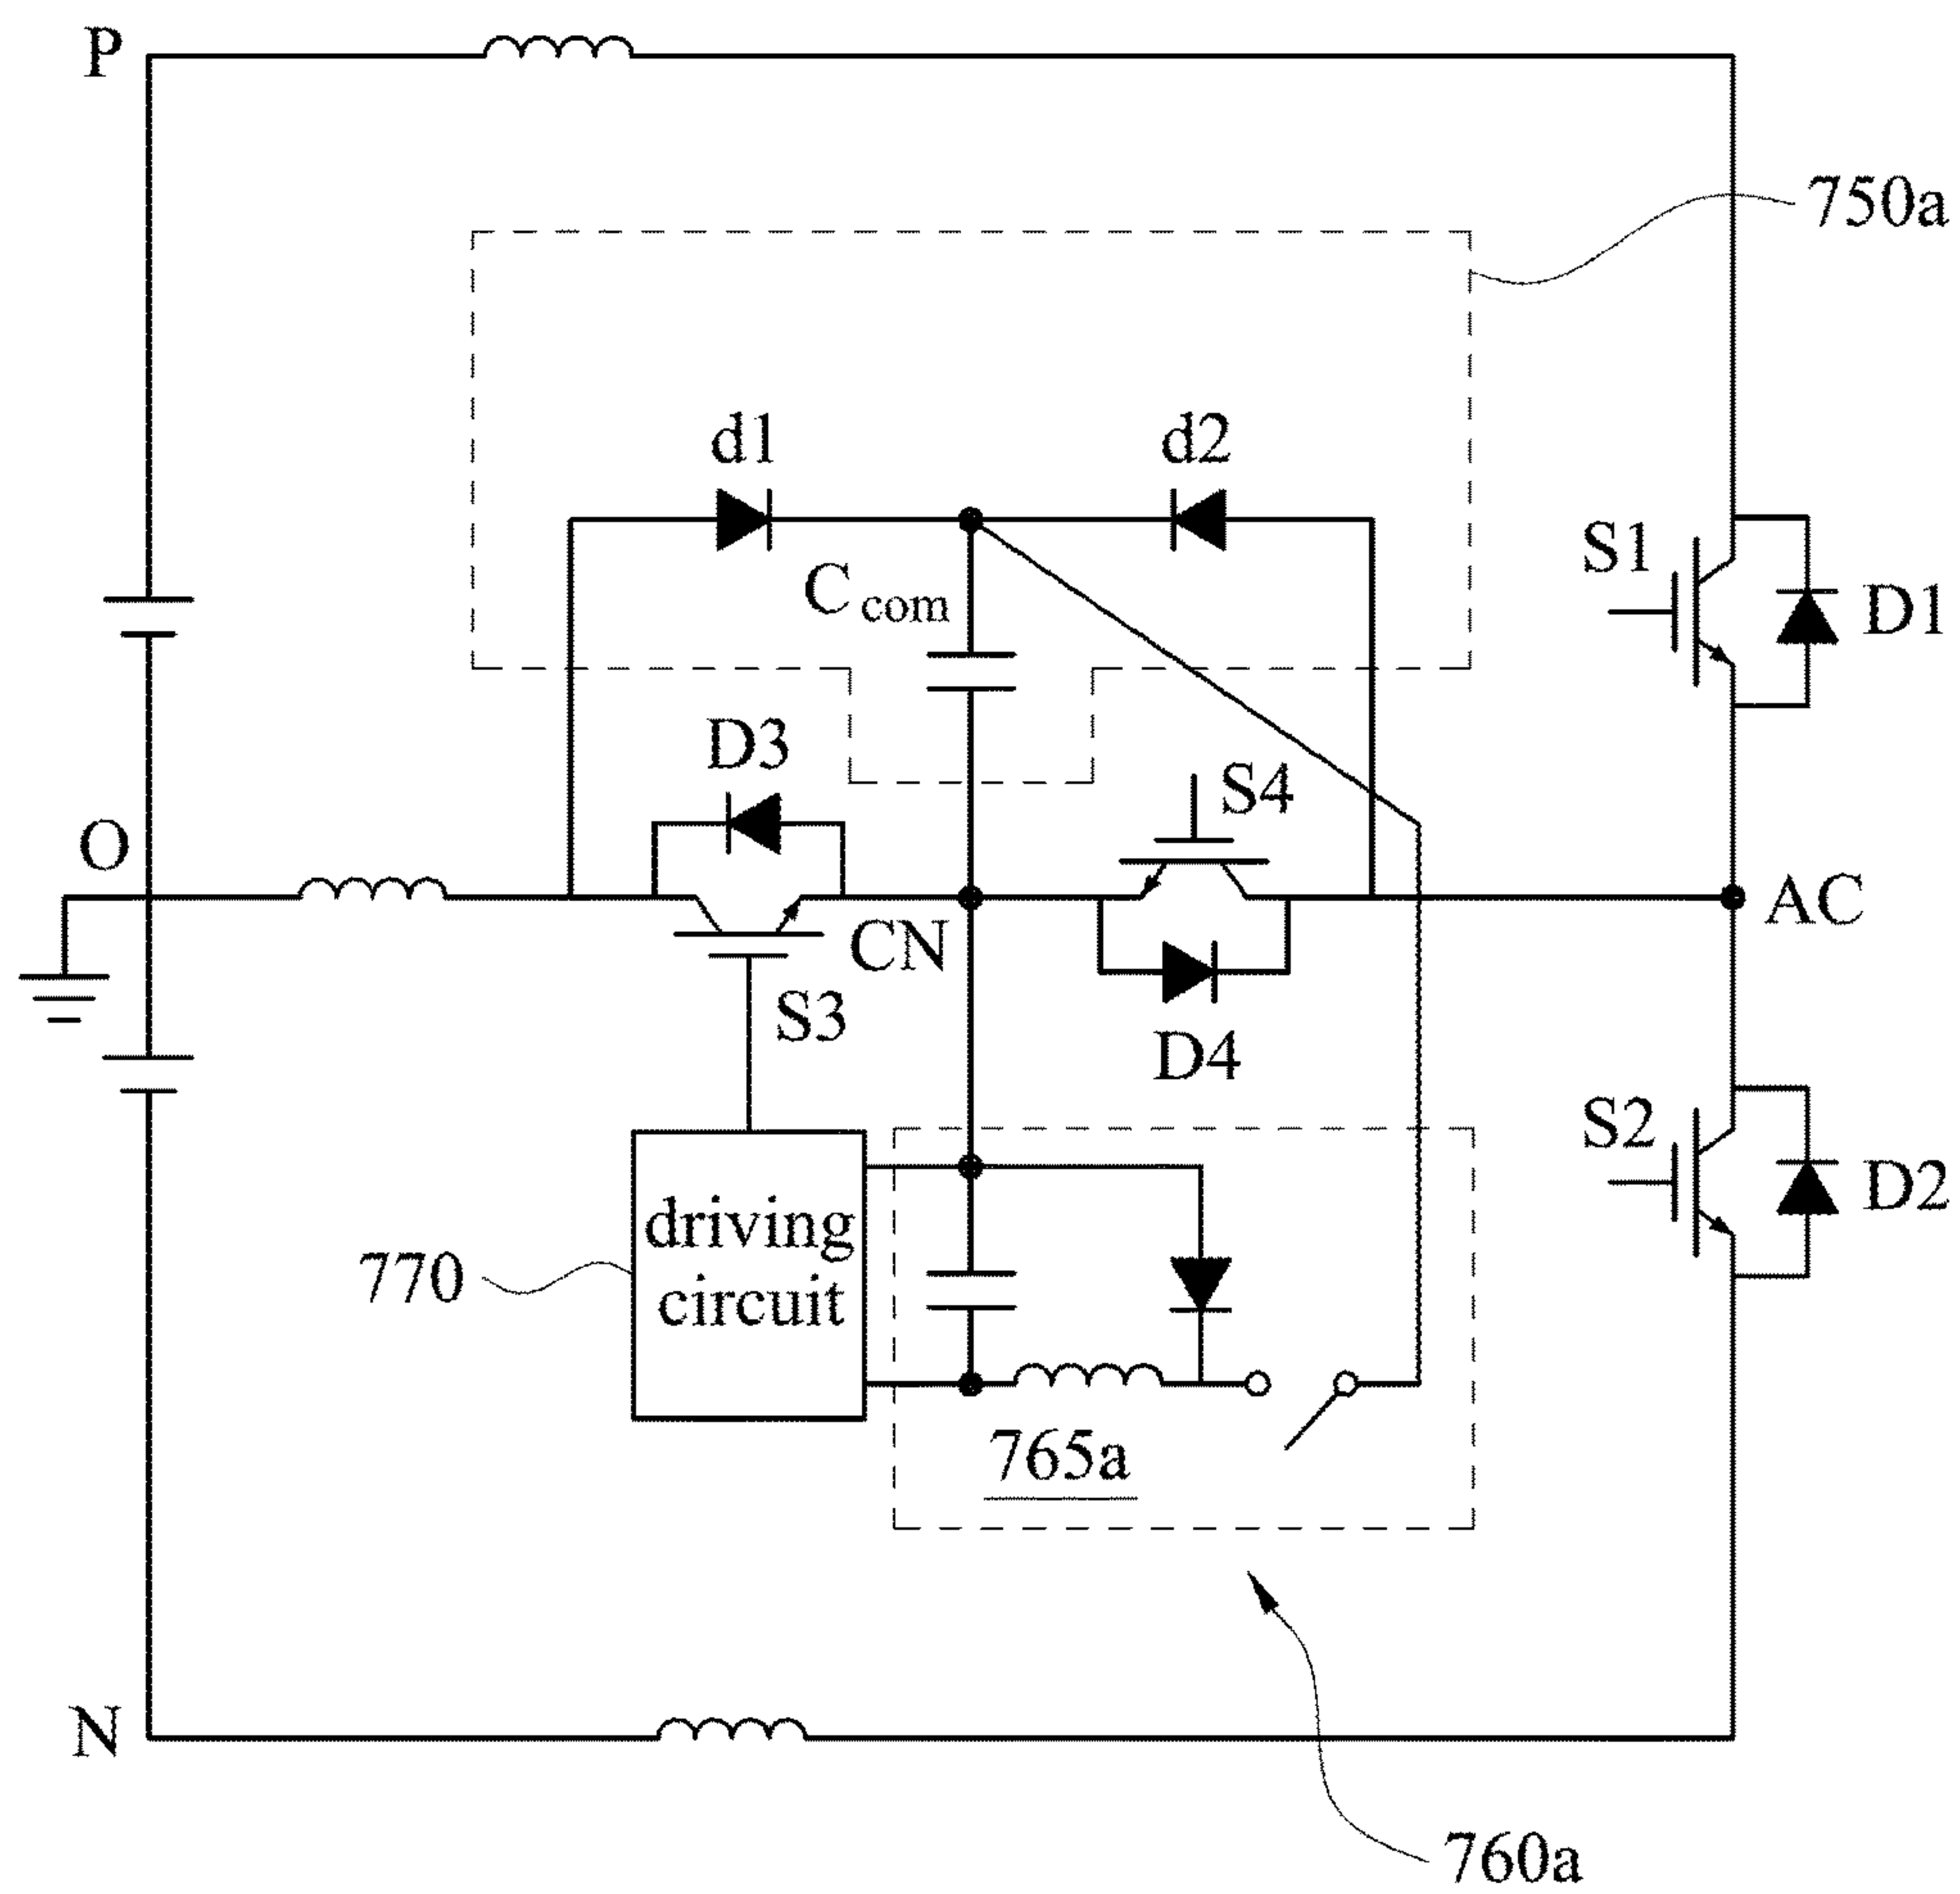 P
750a
d1
d2
C com
S1
D1
D3
S4
O
AC
CN
S3
D4
S2
D2
driving
circuit
770
765a
N
760a